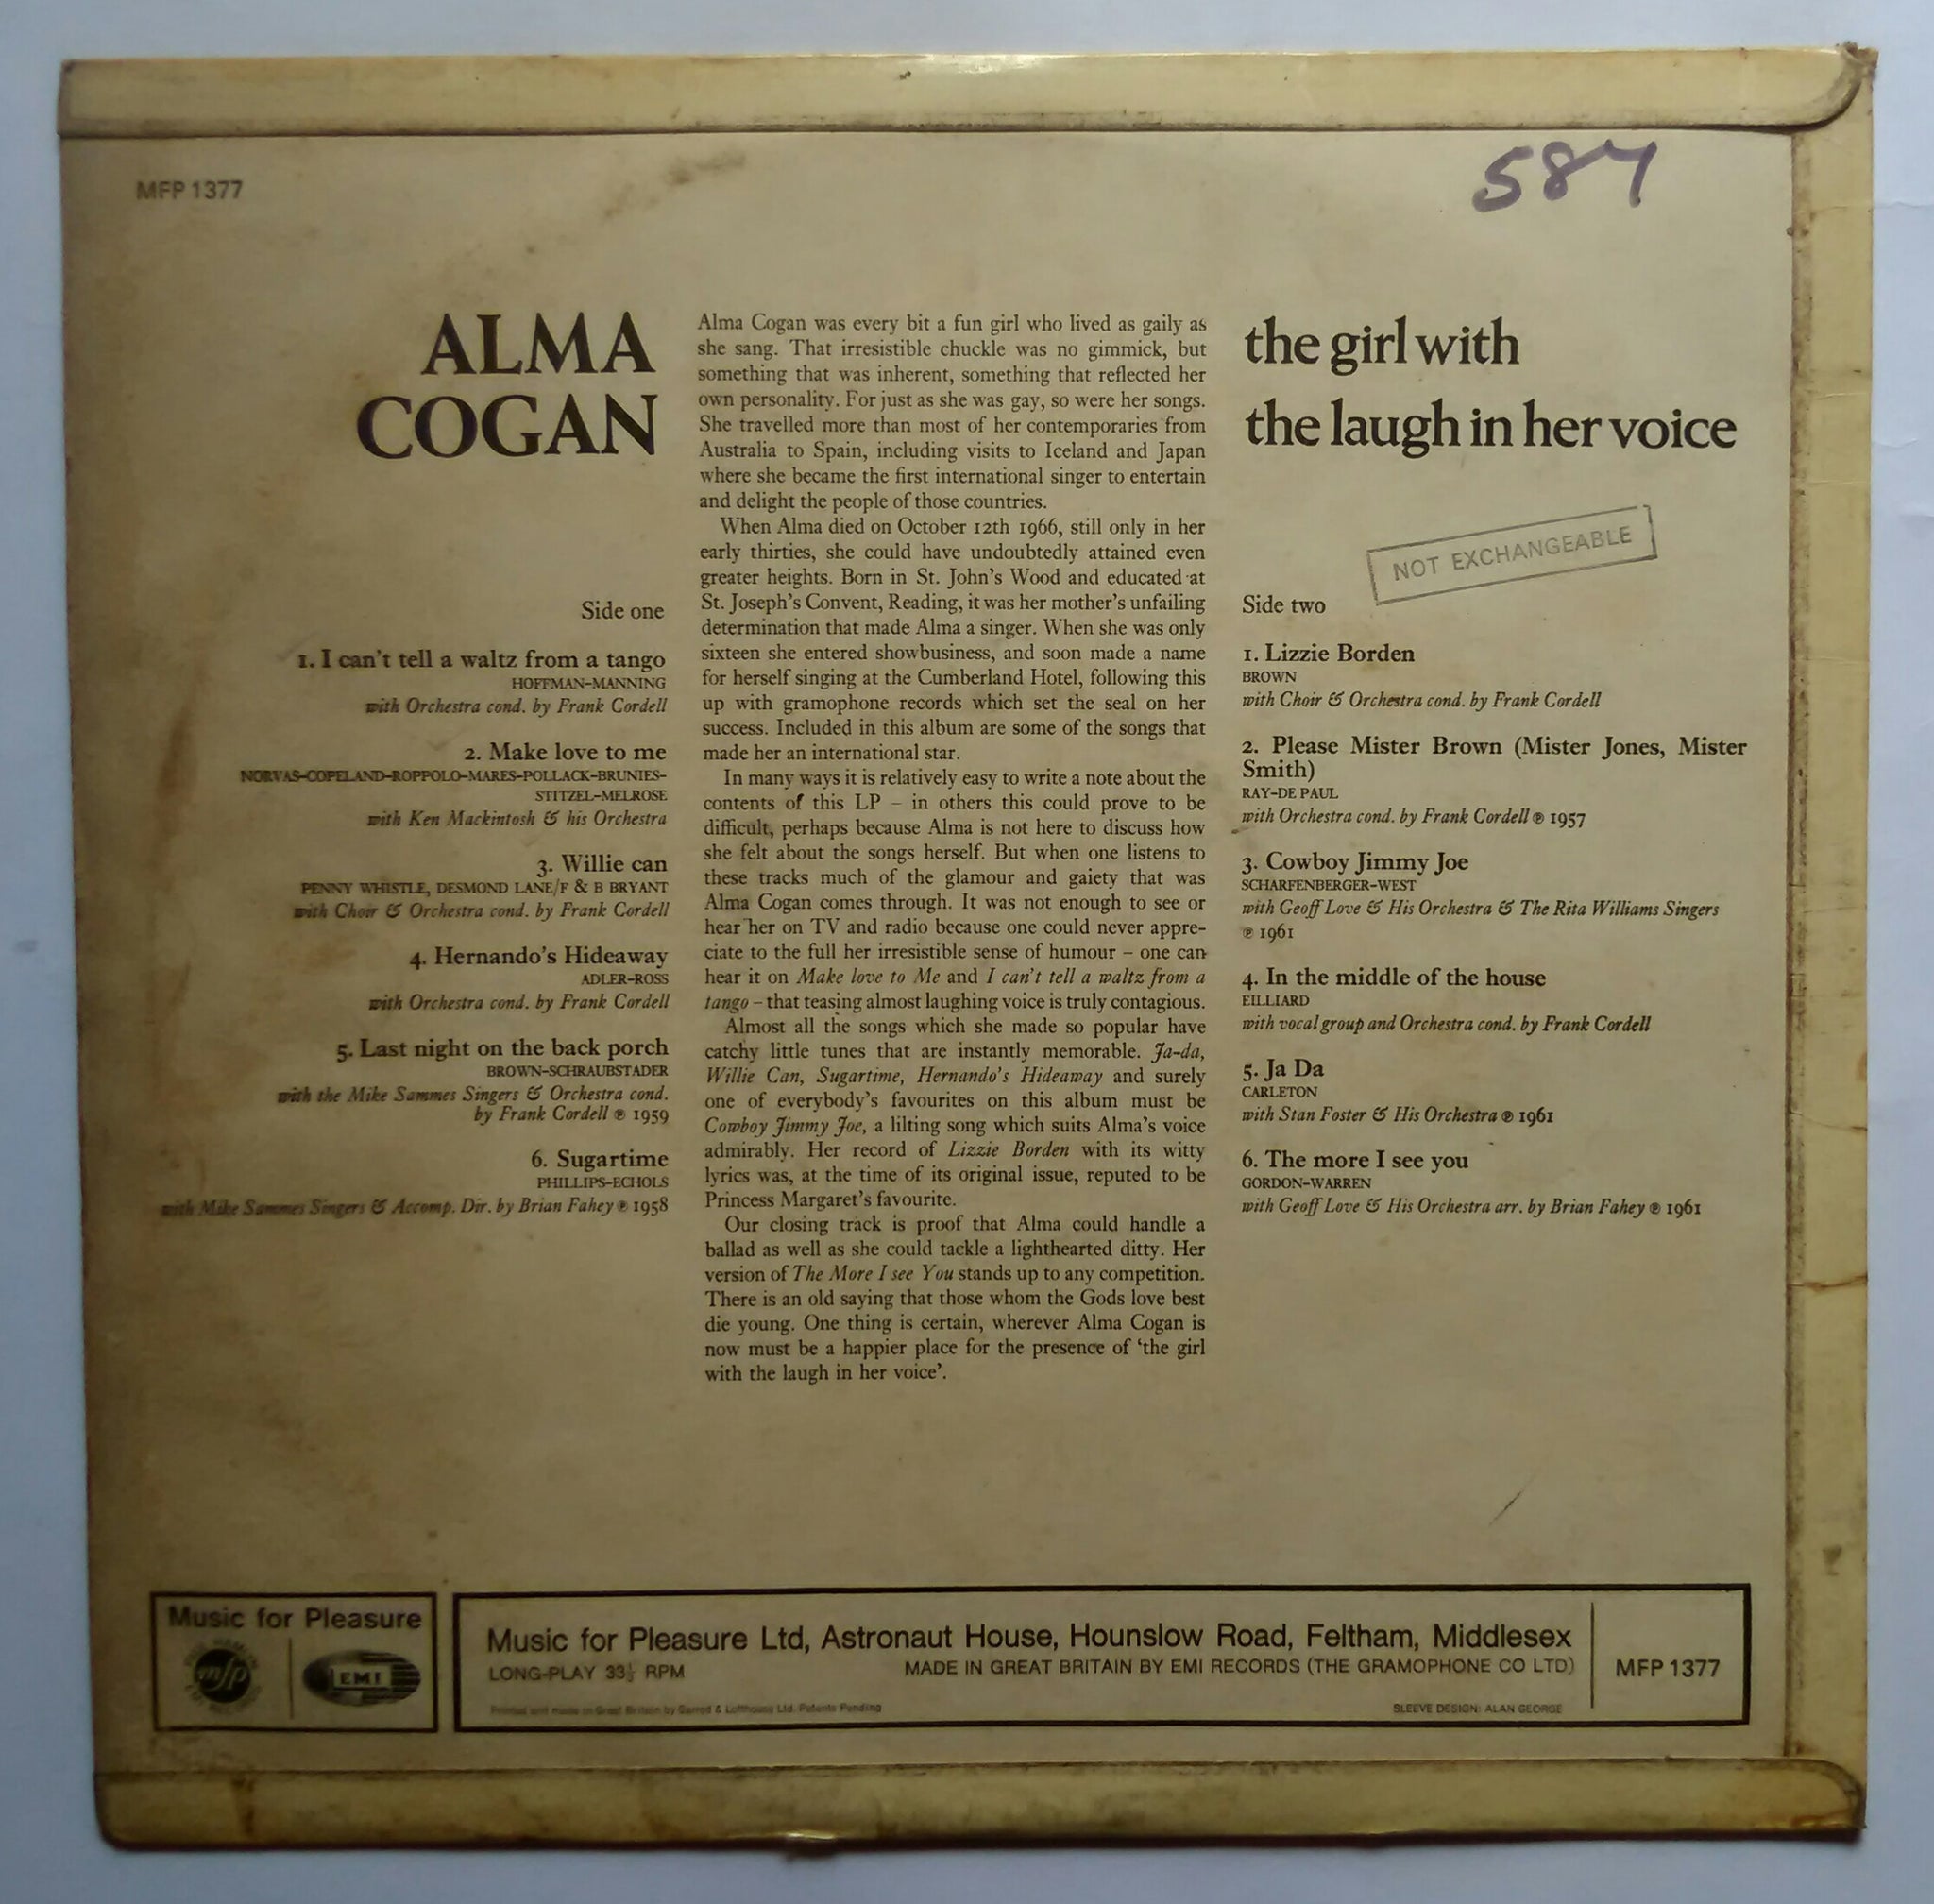 MFP 1377
587
ALMA
COGAN
Side one
1. I can't tell a waltz from a tango
HOFFMAN-MANNING
with Orchestra cond. by Frank Cordell
2. Make love to me
NORVAS-COPELAND-ROPPOLO-MARES-POLLACK-BRUNIES-
STITZEL-MELROSE
with Ken Mackintosh & his Orchestra
3. Willie can
PENNY WHISTLE, DESMOND LANE/F & B BRYANT
with Choir & Orchestra cond. by Frank Cordell
4. Hernando's Hideaway
ADLER-ROSS
with Orchestra cond. by Frank Cordell
5. Last night on the back porch
BROWN-SCHRAUBSTADER
with the Mike Sammes Singers & Orchestra cond.
by Frank Cordell ℗ 1959
6. Sugartime
PHILLIPS-ECHOLS
with Mike Sammes Singers & Accomp. Dir. by Brian Fahey ℗ 1958
Alma Cogan was every bit a fun girl who lived as gaily as
she sang. That irresistible chuckle was no gimmick, but
something that was inherent, something that reflected her
own personality. For just as she was gay, so were her songs.
She travelled more than most of her contemporaries from
Australia to Spain, including visits to Iceland and Japan
where she became the first international singer to entertain
and delight the people of those countries.
When Alma died on October 12th 1966, still only in her
early thirties, she could have undoubtedly attained even
greater heights. Born in St. John's Wood and educated at
St. Joseph's Convent, Reading, it was her mother's unfailing
determination that made Alma a singer. When she was only
sixteen she entered showbusiness, and soon made a name
for herself singing at the Cumberland Hotel, following this
up with gramophone records which set the seal on her
success. Included in this album are some of the songs that
made her an international star.
In many ways it is relatively easy to write a note about the
contents of this LP – in others this could prove to be
difficult, perhaps because Alma is not here to discuss how
she felt about the songs herself. But when one listens to
these tracks much of the glamour and gaiety that was
Alma Cogan comes through. It was not enough to see or
hear her on TV and radio because one could never appre-
ciate to the full her irresistible sense of humour – one can
hear it on Make love to Me and I can't tell a waltz from a
tango – that teasing almost laughing voice is truly contagious.
Almost all the songs which she made so popular have
catchy little tunes that are instantly memorable. Ja-da,
Willie Can, Sugartime, Hernando's Hideaway and surely
one of everybody's favourites on this album must be
Cowboy Jimmy Joe, a lilting song which suits Alma's voice
admirably. Her record of Lizzie Borden with its witty
lyrics was, at the time of its original issue, reputed to be
Princess Margaret's favourite.
Our closing track is proof that Alma could handle a
ballad as well as she could tackle a lighthearted ditty. Her
version of The More I see You stands up to any competition.
There is an old saying that those whom the Gods love best
die young. One thing is certain, wherever Alma Cogan is
now must be a happier place for the presence of 'the girl
with the laugh in her voice'.
the girl with
the laugh in her voice
NOT EXCHANGEABLE
Side two
1. Lizzie Borden
BROWN
with Choir & Orchestra cond. by Frank Cordell
2. Please Mister Brown (Mister Jones, Mister
Smith)
RAY-DE PAUL
with Orchestra cond. by Frank Cordell ℗ 1957
3. Cowboy Jimmy Joe
SCHARFENBERGER-WEST
with Geoff Love & His Orchestra & The Rita Williams Singers
℗ 1961
4. In the middle of the house
EILLIARD
with vocal group and Orchestra cond. by Frank Cordell
5. Ja Da
CARLETON
with Stan Foster & His Orchestra ℗ 1961
6. The more I see you
GORDON-WARREN
with Geoff Love & His Orchestra arr. by Brian Fahey ℗ 1961
Music for Pleasure
mfp
EMI
Music for Pleasure Ltd, Astronaut House, Hounslow Road, Feltham, Middlesex
LONG-PLAY 33⅓ RPM
MADE IN GREAT BRITAIN BY EMI RECORDS (THE GRAMOPHONE CO LTD)
Printed and made in Great Britain by Garrod & Lofthouse Ltd. Patents Pending
SLEEVE DESIGN: ALAN GEORGE
MFP 1377